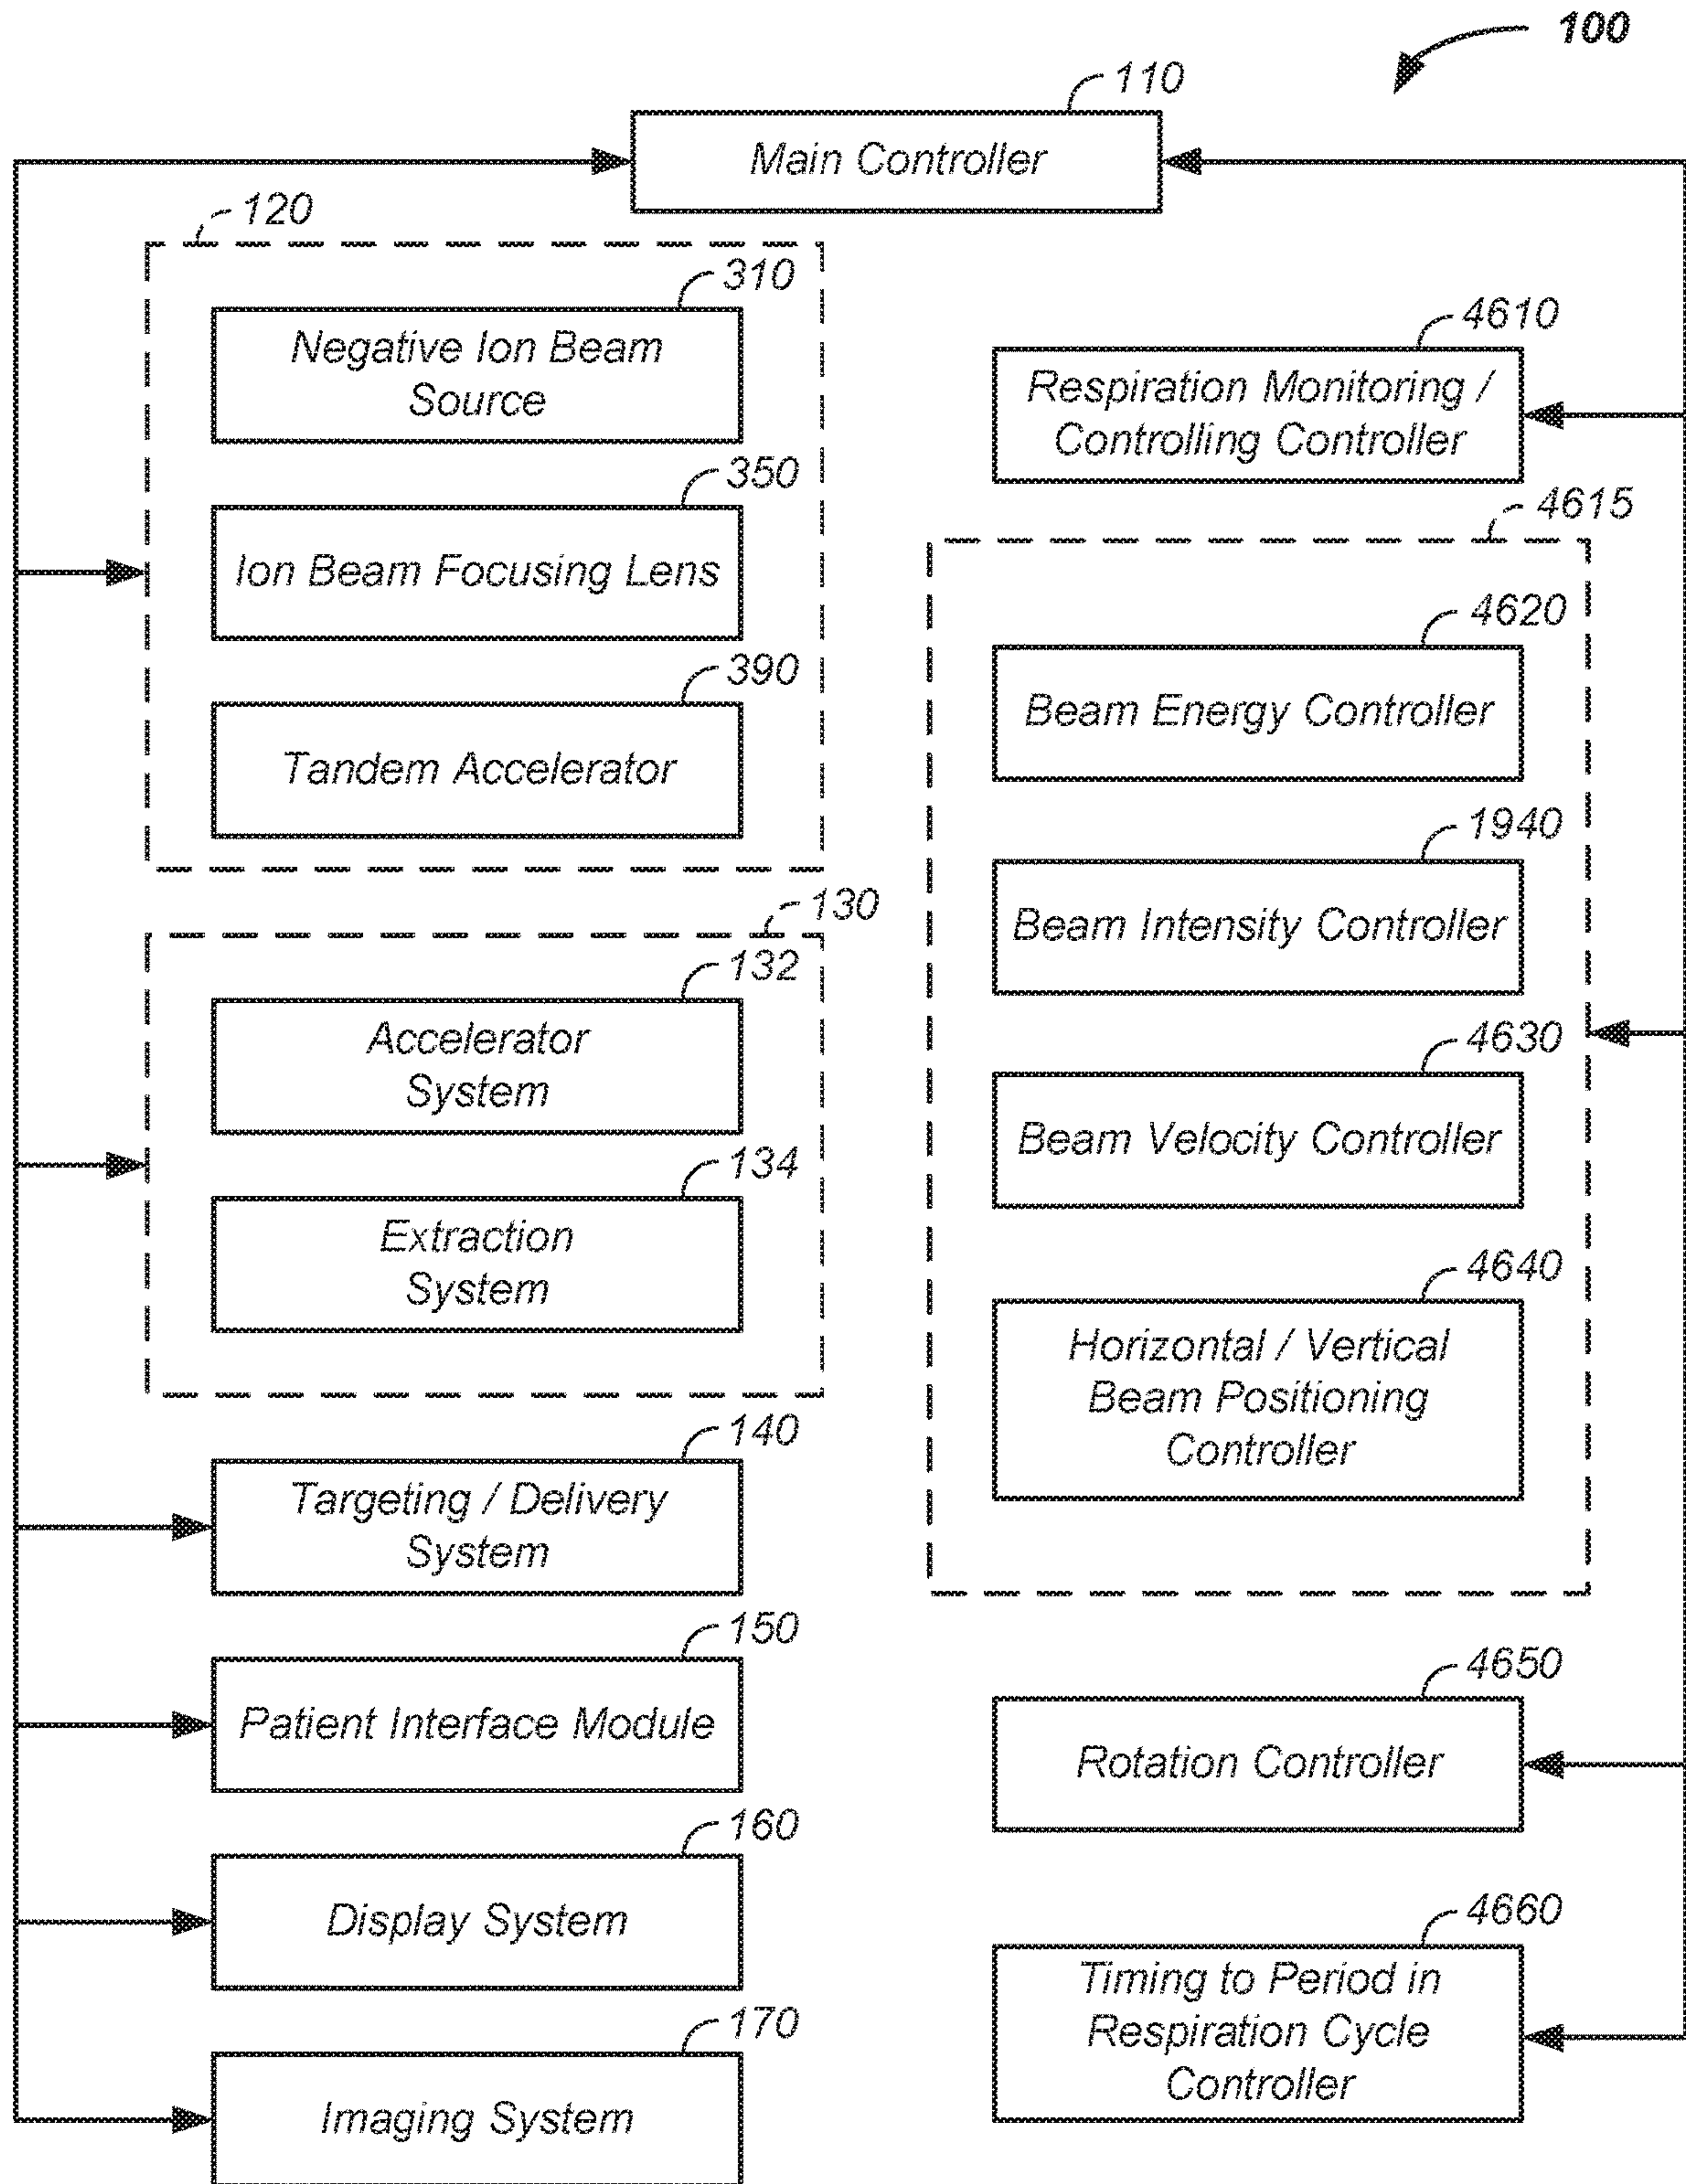 100
110
Main Controller
120
310
Negative Ion Beam
Source
350
Ion Beam Focusing Lens
390
Tandem Accelerator
130
132
Accelerator
System
134
Extraction
System
140
Targeting / Delivery
System
150
Patient Interface Module
160
Display System
170
Imaging System
4610
Respiration Monitoring /
Controlling Controller
4615
4620
Beam Energy Controller
1940
Beam Intensity Controller
4630
Beam Velocity Controller
4640
Horizontal / Vertical
Beam Positioning
Controller
4650
Rotation Controller
4660
Timing to Period in
Respiration Cycle
Controller